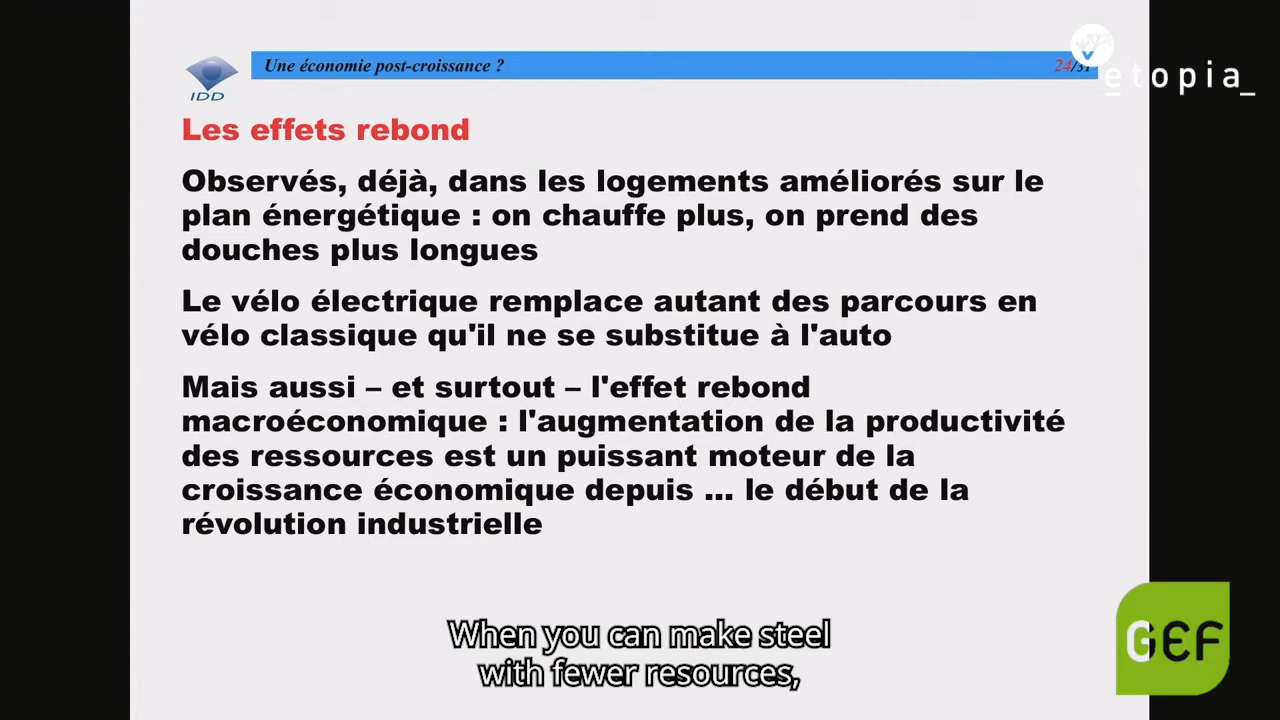 Une économie post-croissance ?
24/31
etopia_
IDD
Les effets rebond
Observés, déjà, dans les logements améliorés sur le
plan énergétique : on chauffe plus, on prend des
douches plus longues
Le vélo électrique remplace autant des parcours en
vélo classique qu'il ne se substitue à l'auto
Mais aussi – et surtout – l'effet rebond
macroéconomique : l'augmentation de la productivité
des ressources est un puissant moteur de la
croissance économique depuis ... le début de la
révolution industrielle
When you can make steel
with fewer resources,
GEF